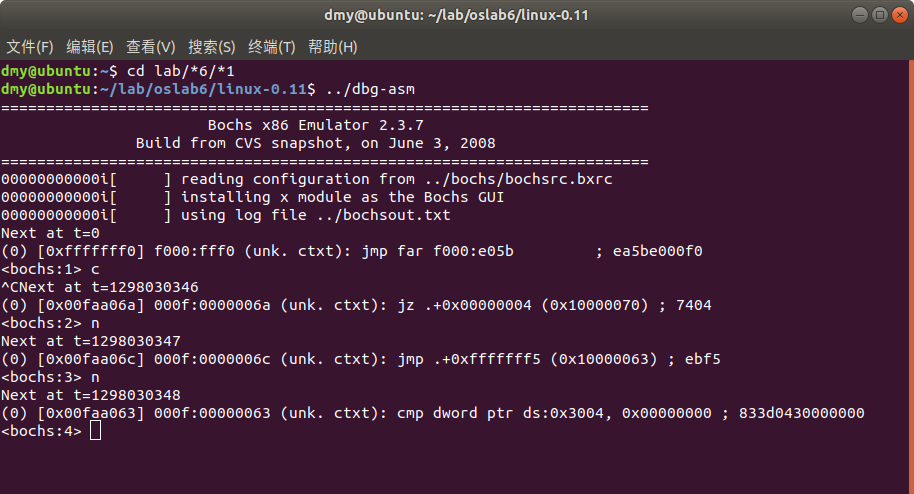 dmy@ubuntu: ~/lab/oslab6/linux-0.11
文件(F) 编辑(E) 查看(V) 搜索(S) 终端(T) 帮助(H)
dmy@ubuntu:~$ cd lab/*6/*1
dmy@ubuntu:~/lab/oslab6/linux-0.11$ ../dbg-asm
========================================================================
                       Bochs x86 Emulator 2.3.7
               Build from CVS snapshot, on June 3, 2008
========================================================================
00000000000i[     ] reading configuration from ../bochs/bochsrc.bxrc
00000000000i[     ] installing x module as the Bochs GUI
00000000000i[     ] using log file ../bochsout.txt
Next at t=0
(0) [0xfffffff0] f000:fff0 (unk. ctxt): jmp far f000:e05b         ; ea5be000f0
<bochs:1> c
^CNext at t=1298030346
(0) [0x00faa06a] 000f:0000006a (unk. ctxt): jz .+0x00000004 (0x10000070) ; 7404
<bochs:2> n
Next at t=1298030347
(0) [0x00faa06c] 000f:0000006c (unk. ctxt): jmp .+0xfffffff5 (0x10000063) ; ebf5
<bochs:3> n
Next at t=1298030348
(0) [0x00faa063] 000f:00000063 (unk. ctxt): cmp dword ptr ds:0x3004, 0x00000000 ; 833d0430000000
<bochs:4>